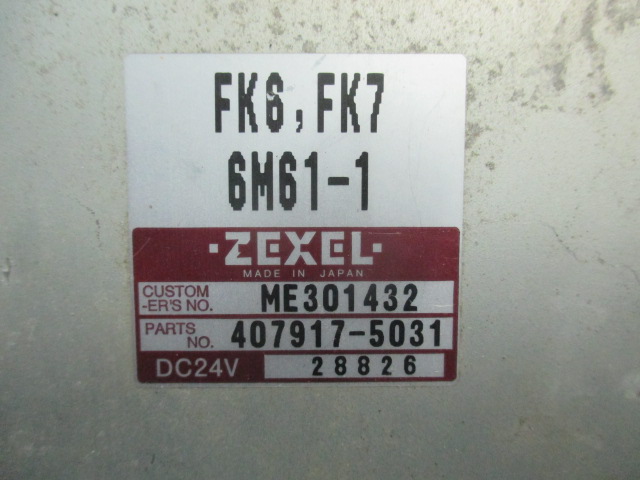 FK6, FK7
6M61-1
·ZEXEL·
MADE IN JAPAN
CUSTOM
-ER'S NO. ME301432
PARTS
NO. 407917-5031
DC24V 28826